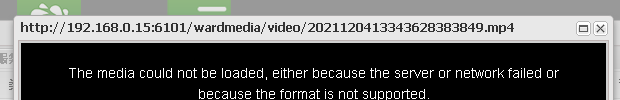 http://192.168.0.15:6101/wardmedia/video/2021120413343628383849.mp4
The media could not be loaded, either because the server or network failed or
because the format is not supported.